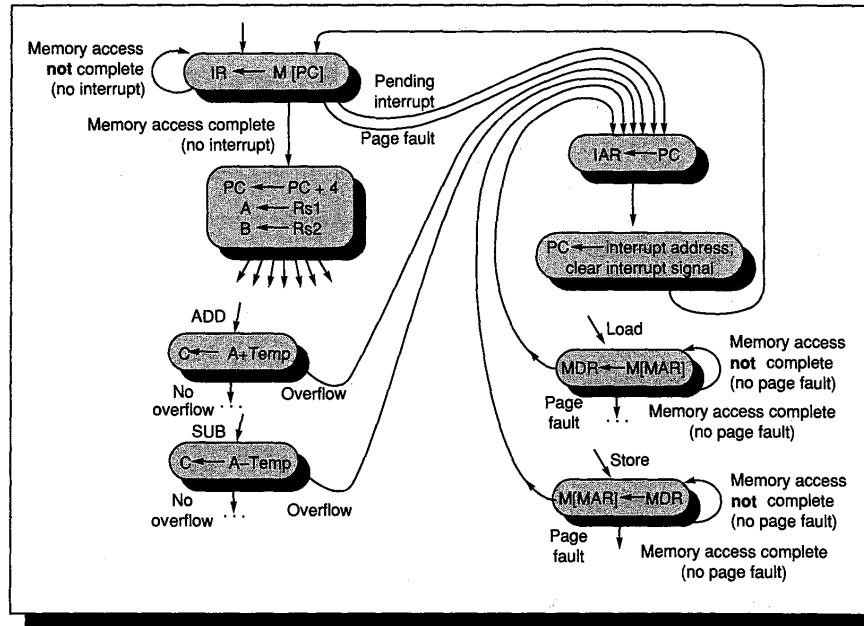 Memory access
not complete
(no interrupt)
IR ← M [PC]
Pending
interrupt
Page fault
Memory access complete
(no interrupt)
PC ← PC + 4
A ← Rs1
B ← Rs2
IAR ← PC
PC ← Interrupt address;
clear interrupt signal
ADD
C ← A+Temp
No
overflow ...
Overflow
SUB
C ← A–Temp
No
overflow ...
Overflow
Load
MDR ← M[MAR]
Memory access
not complete
(no page fault)
Page
fault
...
Memory access complete
(no page fault)
Store
M[MAR] ← MDR
Memory access
not complete
(no page fault)
Page
fault
Memory access complete
(no page fault)